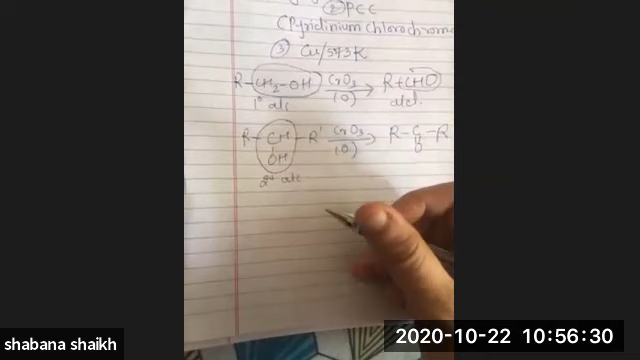 ② PCC
(Pyridinium chlorochrom
③ Cu/573K
R-CH₂-OH CrO₃ (O) → R+CHO
1° alc ald.
R-CH-R' CrO₃ (O) → R-C-R
OH O
2° alc
shabana shaikh
2020-10-22 10:56:30